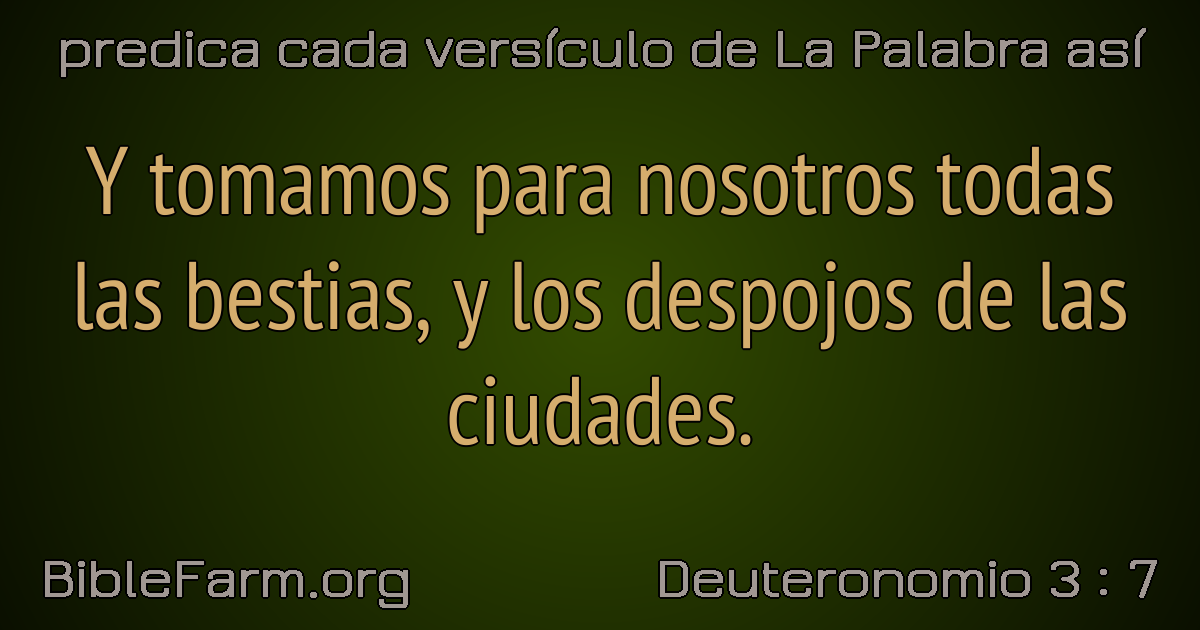 predica cada versículo de La Palabra así
Y tomamos para nosotros todas
las bestias, y los despojos de las
ciudades.
BibleFarm.org
Deuteronomio 3 : 7